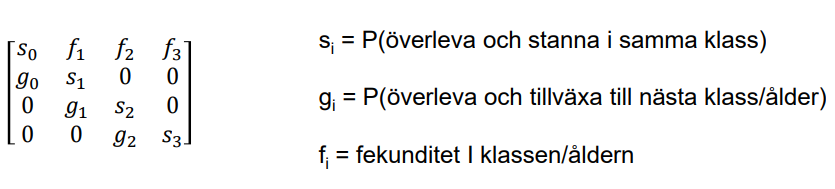 s₀ f₁ f₂ f₃
g₀ s₁ 0 0
0 g₁ s₂ 0
0 0 g₂ s₃
sᵢ = P(överleva och stanna i samma klass)
gᵢ = P(överleva och tillväxa till nästa klass/ålder)
fᵢ = fekunditet I klassen/åldern